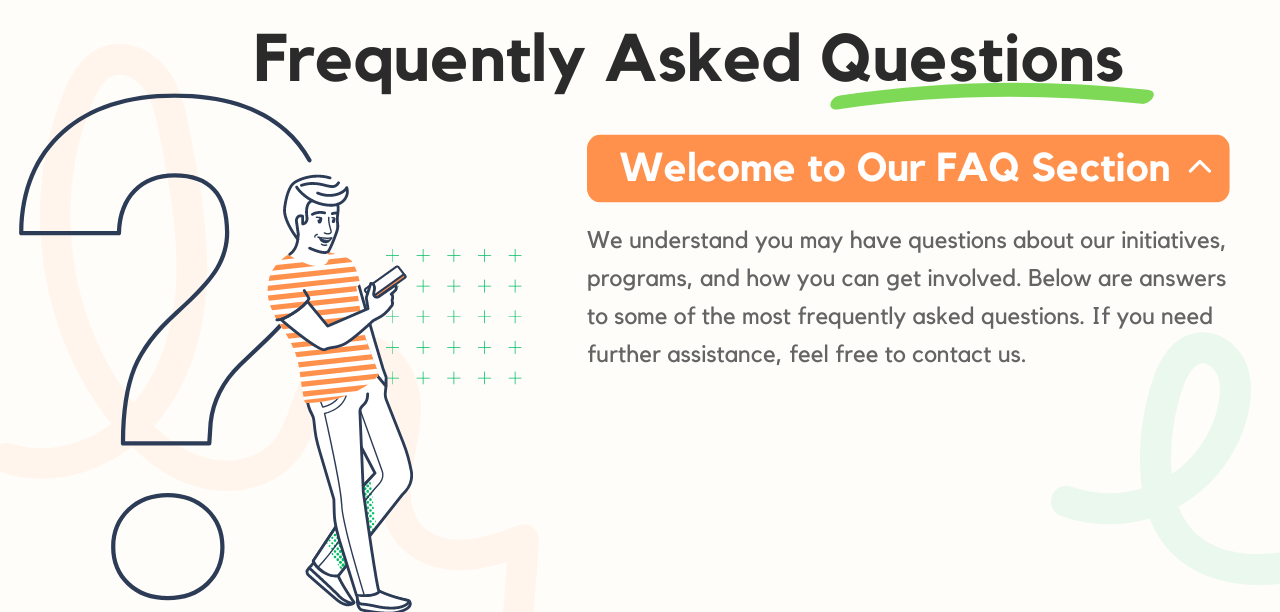 Frequently Asked Questions
Welcome to Our FAQ Section
We understand you may have questions about our initiatives,
programs, and how you can get involved. Below are answers
to some of the most frequently asked questions. If you need
further assistance, feel free to contact us.